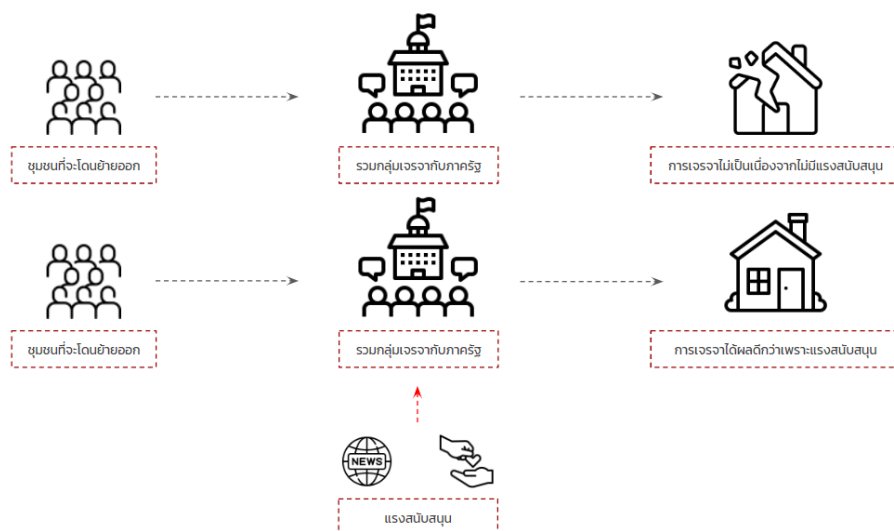 ชุมชนที่จะโดนย้ายออก
รวมกลุ่มเจรจากับภาครัฐ
การเจรจาไม่เป็นเนื่องจากไม่มีแรงสนับสนุน
ชุมชนที่จะโดนย้ายออก
รวมกลุ่มเจรจากับภาครัฐ
การเจรจาได้ผลดีกว่าเพราะแรงสนับสนุน
NEWS
แรงสนับสนุน